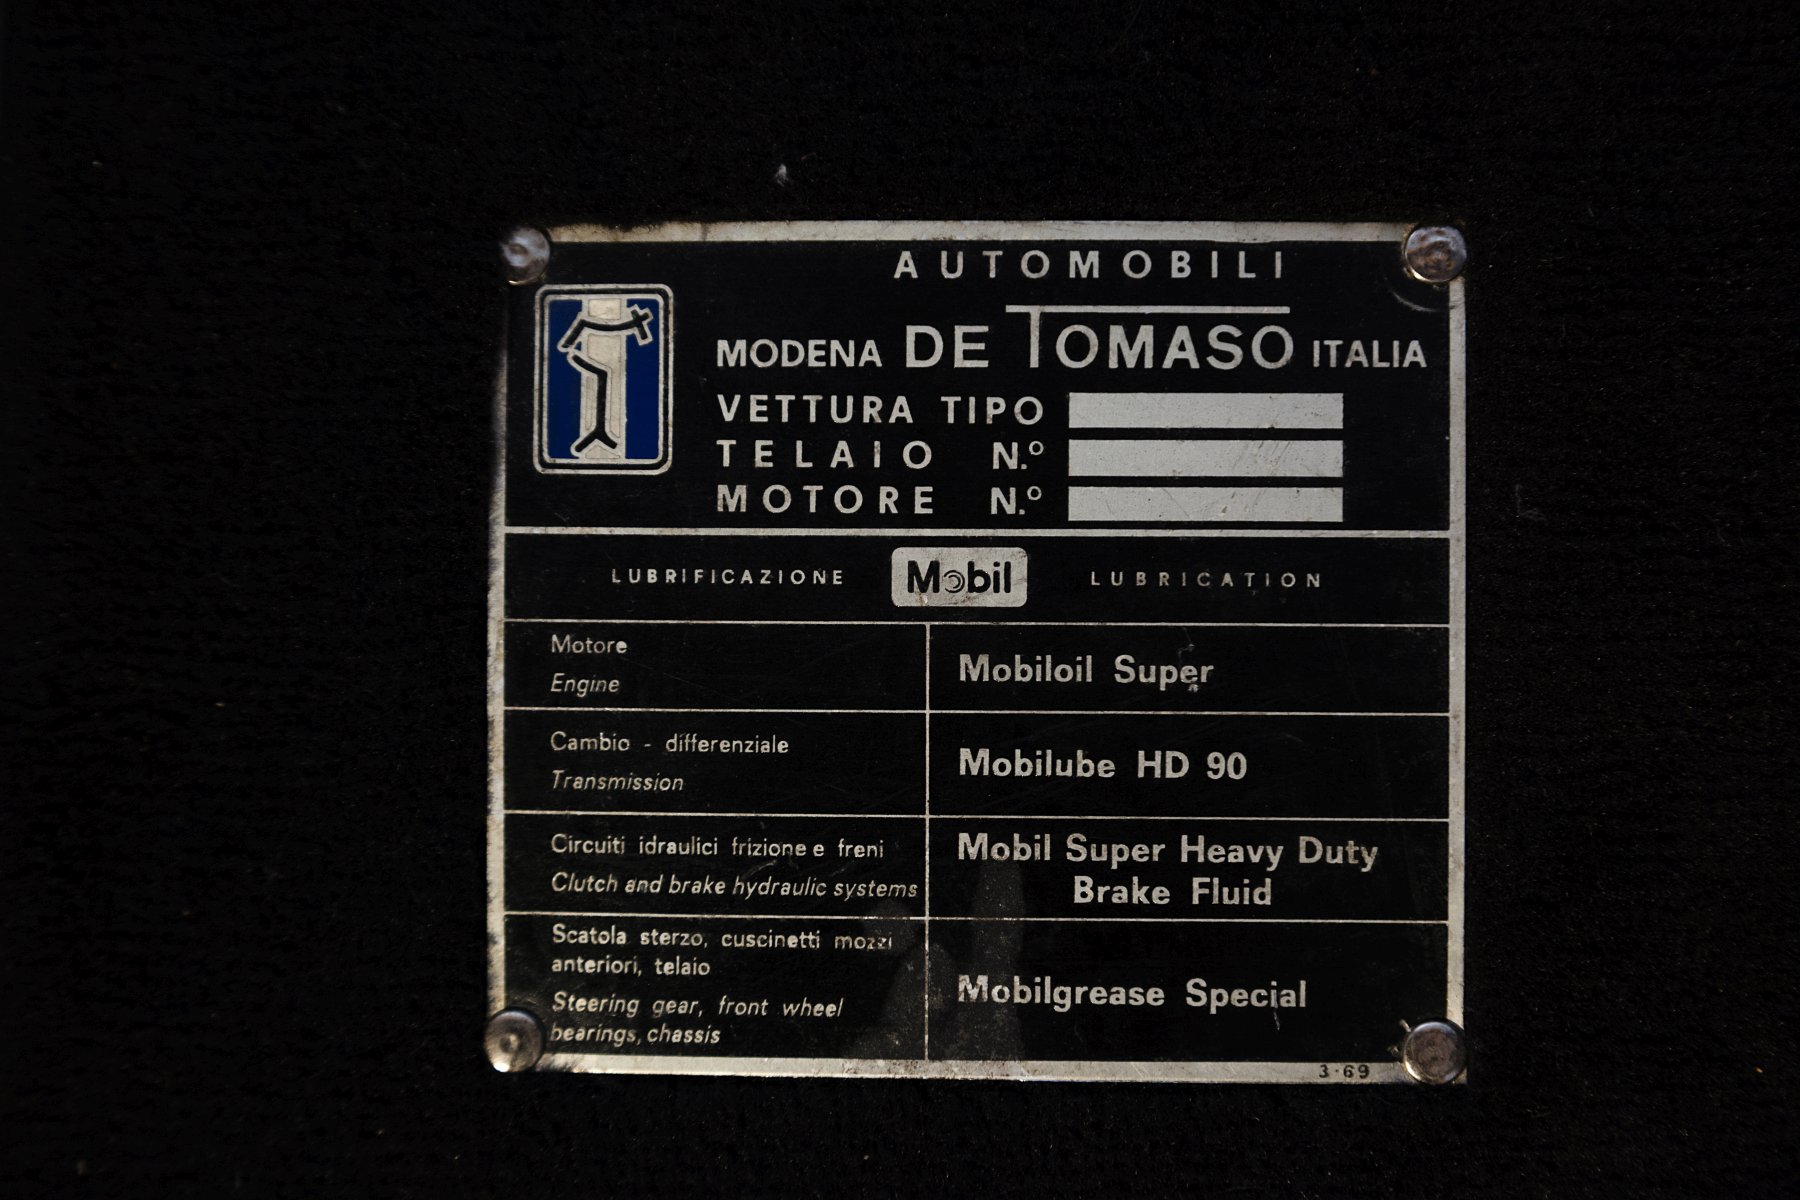 AUTOMOBILI
MODENA DE TOMASO ITALIA
VETTURA TIPO
TELAIO N.º
MOTORE N.º
LUBRIFICAZIONE Mobil LUBRICATION
Motore
Engine
Mobiloil Super
Cambio - differenziale
Transmission
Mobilube HD 90
Circuiti idraulici frizione e freni
Clutch and brake hydraulic systems
Mobil Super Heavy Duty
Brake Fluid
Scatola sterzo, cuscinetti mozzi
anteriori, telaio
Steering gear, front wheel
bearings, chassis
Mobilgrease Special
3-69